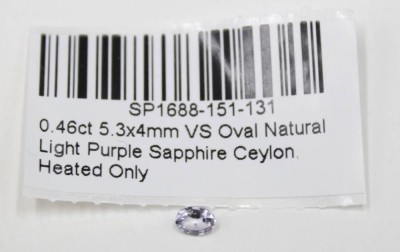 SP1688-151-131
0.46ct 5.3x4mm VS Oval Natural
Light Purple Sapphire Ceylon,
Heated Only